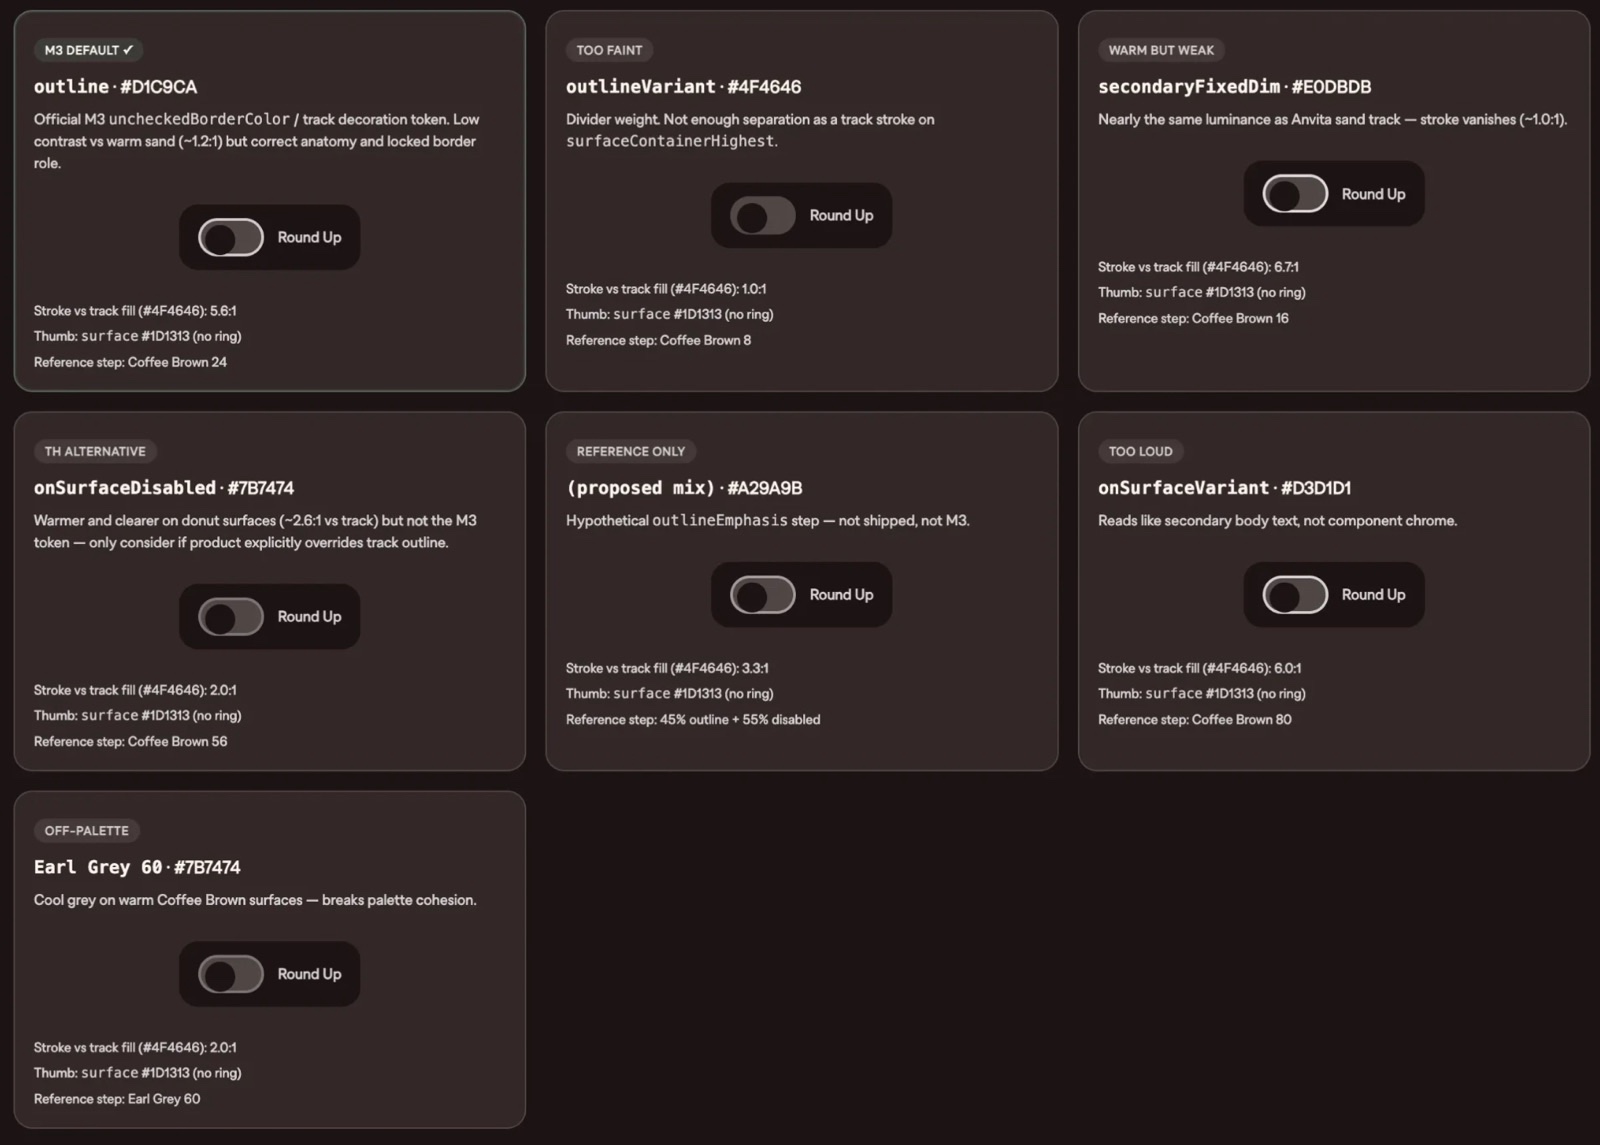 M3 DEFAULT ✓
outline · #D1C9CA
Official M3 uncheckedBorderColor / track decoration token. Low
contrast vs warm sand (~1.2:1) but correct anatomy and locked border
role.
Round Up
Stroke vs track fill (#4F4646): 5.6:1
Thumb: surface #1D1313 (no ring)
Reference step: Coffee Brown 24
TOO FAINT
outlineVariant · #4F4646
Divider weight. Not enough separation as a track stroke on
surfaceContainerHighest.
Round Up
Stroke vs track fill (#4F4646): 1.0:1
Thumb: surface #1D1313 (no ring)
Reference step: Coffee Brown 8
WARM BUT WEAK
secondaryFixedDim · #E0DBDB
Nearly the same luminance as Anvita sand track — stroke vanishes (~1.0:1).
Round Up
Stroke vs track fill (#4F4646): 6.7:1
Thumb: surface #1D1313 (no ring)
Reference step: Coffee Brown 16
TH ALTERNATIVE
onSurfaceDisabled · #7B7474
Warmer and clearer on donut surfaces (~2.6:1 vs track) but not the M3
token — only consider if product explicitly overrides track outline.
Round Up
Stroke vs track fill (#4F4646): 2.0:1
Thumb: surface #1D1313 (no ring)
Reference step: Coffee Brown 56
REFERENCE ONLY
(proposed mix) · #A29A9B
Hypothetical outlineEmphasis step — not shipped, not M3.
Round Up
Stroke vs track fill (#4F4646): 3.3:1
Thumb: surface #1D1313 (no ring)
Reference step: 45% outline + 55% disabled
TOO LOUD
onSurfaceVariant · #D3D1D1
Reads like secondary body text, not component chrome.
Round Up
Stroke vs track fill (#4F4646): 6.0:1
Thumb: surface #1D1313 (no ring)
Reference step: Coffee Brown 80
OFF-PALETTE
Earl Grey 60 · #7B7474
Cool grey on warm Coffee Brown surfaces — breaks palette cohesion.
Round Up
Stroke vs track fill (#4F4646): 2.0:1
Thumb: surface #1D1313 (no ring)
Reference step: Earl Grey 60